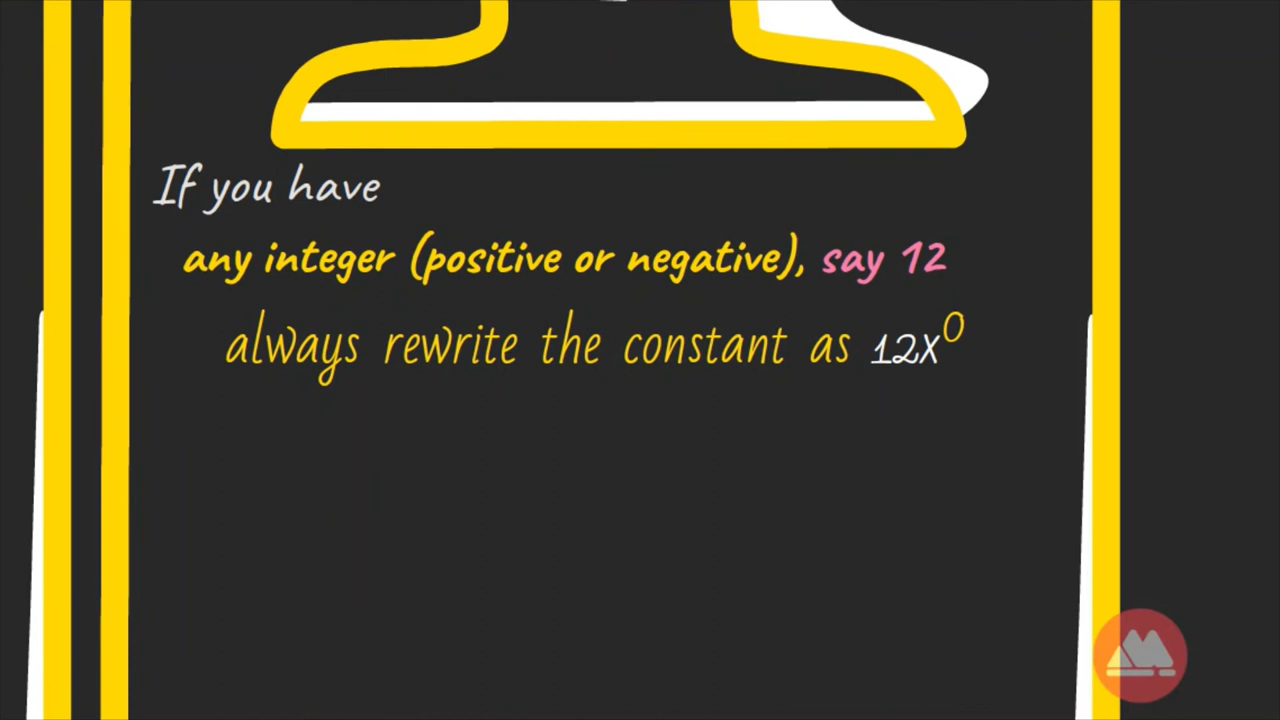 If you have
any integer (positive or negative), say 12
always rewrite the constant as 12x⁰